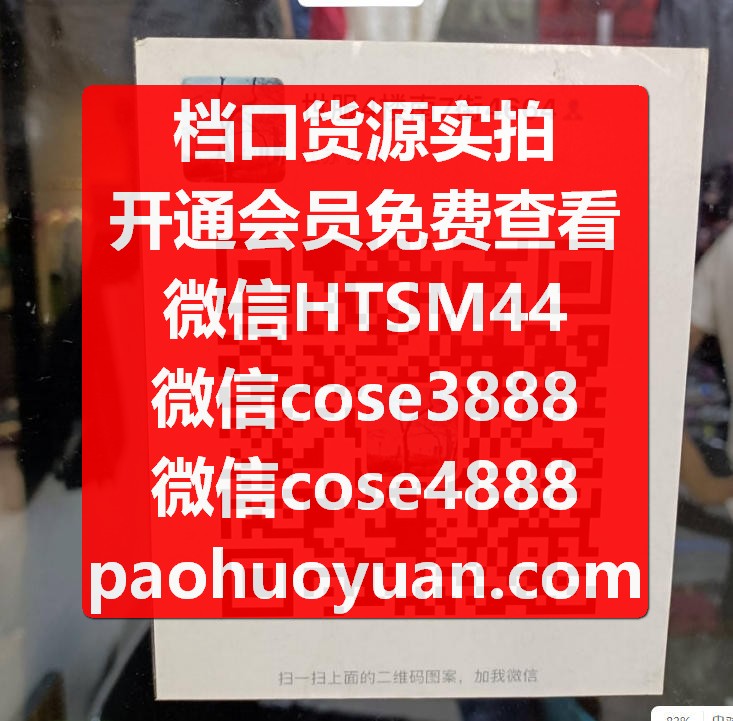 档口货源实拍
开通会员免费查看
微信HTSM44
微信cose3888
微信cose4888
paohuoyuan.com
扫一扫上面的二维码图案，加我微信